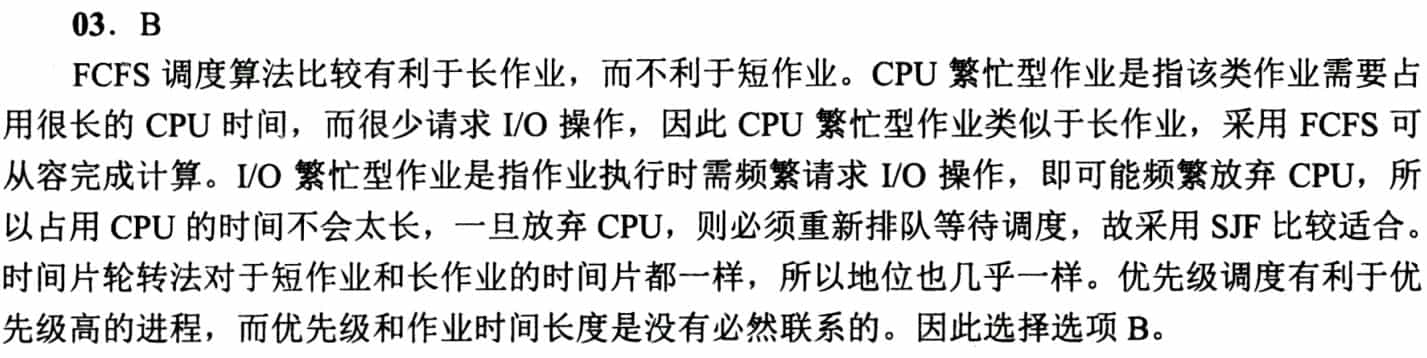 03. B
FCFS 调度算法比较有利于长作业，而不利于短作业。CPU 繁忙型作业是指该类作业需要占
用很长的 CPU 时间，而很少请求 I/O 操作，因此 CPU 繁忙型作业类似于长作业，采用 FCFS 可
从容完成计算。I/O 繁忙型作业是指作业执行时需频繁请求 I/O 操作，即可能频繁放弃 CPU，所
以占用 CPU 的时间不会太长，一旦放弃 CPU，则必须重新排队等待调度，故采用 SJF 比较适合。
时间片轮转法对于短作业和长作业的时间片都一样，所以地位也几乎一样。优先级调度有利于优
先级高的进程，而优先级和作业时间长度是没有必然联系的。因此选择选项 B。